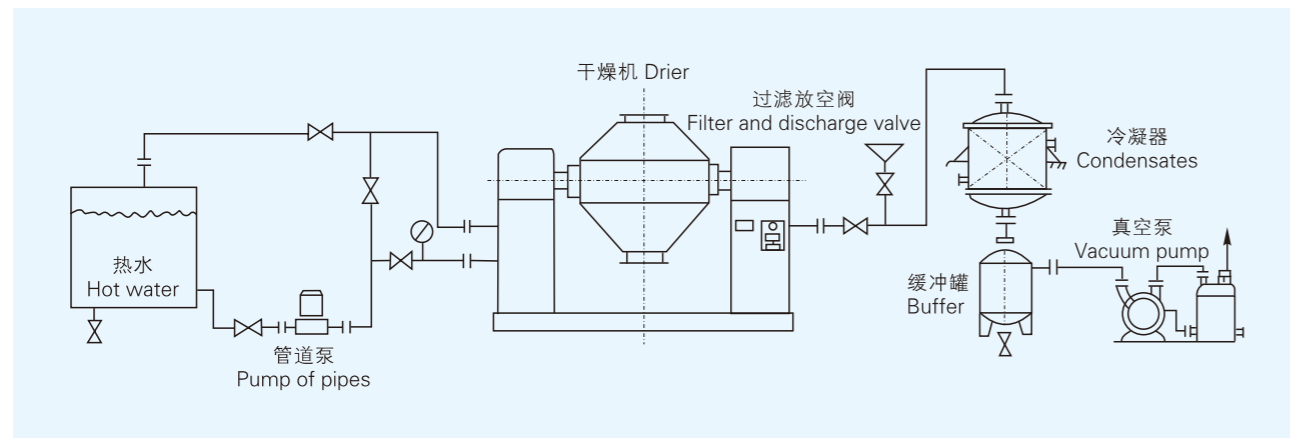 干燥机 Drier
过滤放空阀
Filter and discharge valve
冷凝器
Condensates
热水
Hot water
真空泵
Vacuum pump
缓冲罐
Buffer
管道泵
Pump of pipes